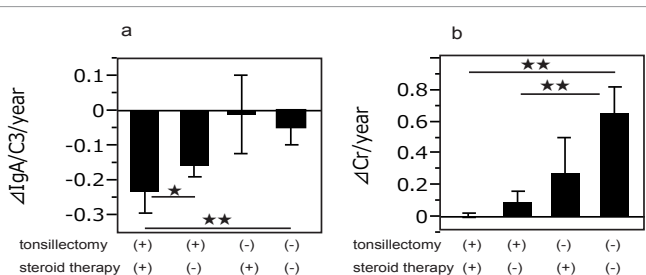 a
b
⊿IgA/C3/year
0.1
0
-0.1
-0.2
-0.3
★
★★
⊿Cr/year
0.8
0.6
0.4
0.2
0
★★
★★
tonsillectomy (+) (+) (-) (-)
steroid therapy (+) (-) (+) (-)
tonsillectomy (+) (+) (-) (-)
steroid therapy (+) (-) (+) (-)